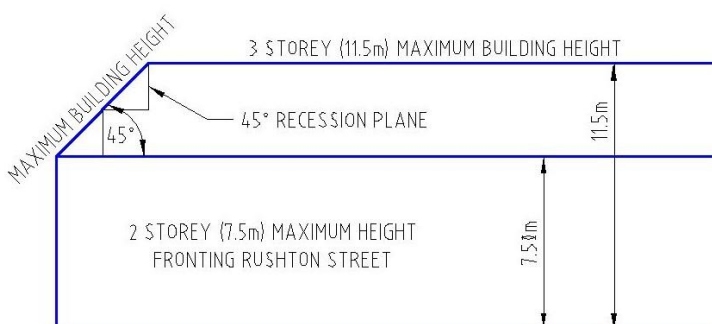 3 STOREY (11.5m) MAXIMUM BUILDING HEIGHT
MAXIMUM BUILDING HEIGHT
45° RECESSION PLANE
45°
11.5m
2 STOREY (7.5m) MAXIMUM HEIGHT
FRONTING RUSHTON STREET